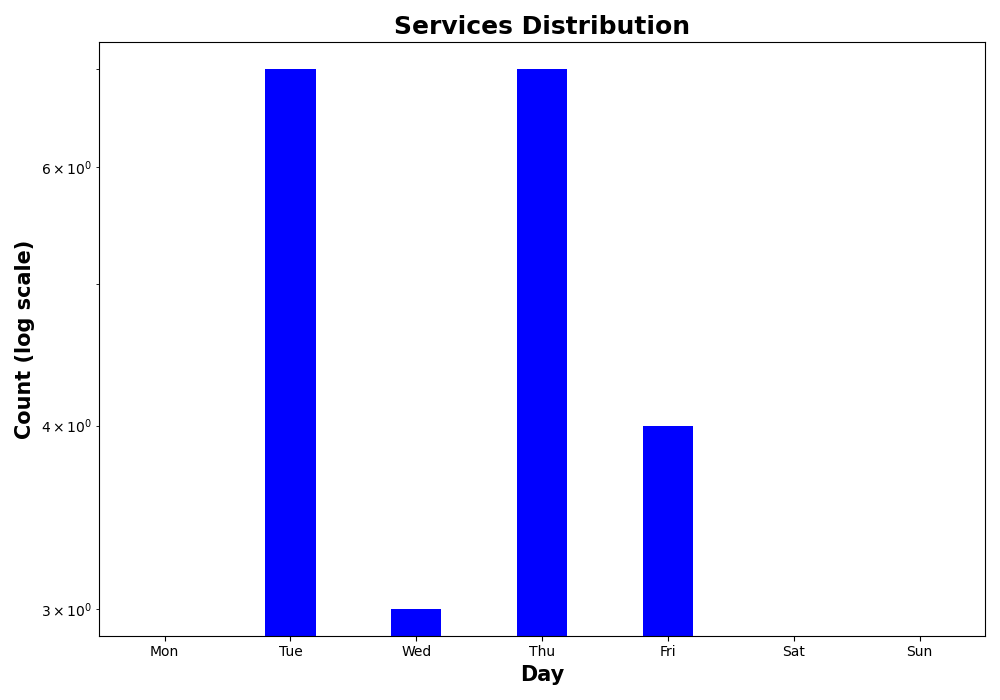 Services Distribution
Count (log scale)
6 × 10⁰
4 × 10⁰
3 × 10⁰
Mon Tue Wed Thu Fri Sat Sun
Day